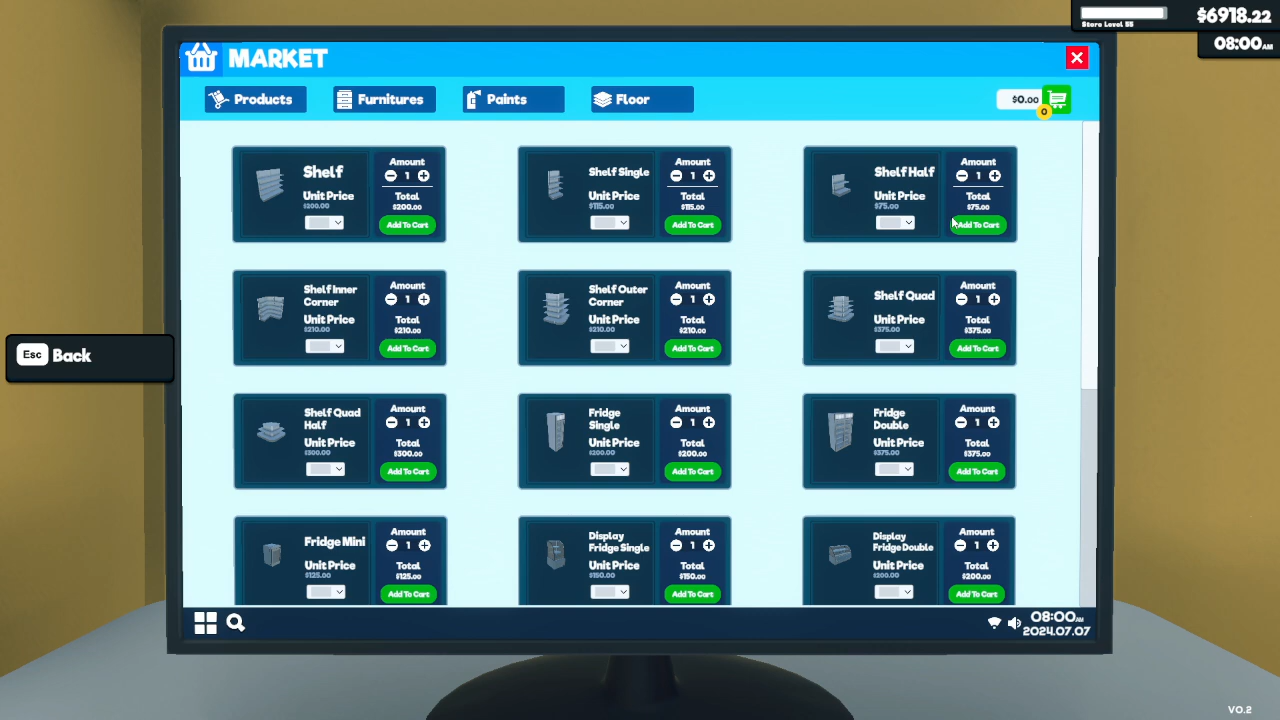 $6918.22
Store Level 55
08:00AM
MARKET
Products
Furnitures
Paints
Floor
$0.00
0
Shelf
Unit Price
$200.00
Amount
1
Total
$200.00
Add To Cart
Shelf Single
Unit Price
$115.00
Amount
1
Total
$115.00
Add To Cart
Shelf Half
Unit Price
$75.00
Amount
1
Total
$75.00
Add To Cart
Shelf Inner
Corner
Unit Price
$210.00
Amount
1
Total
$210.00
Add To Cart
Shelf Outer
Corner
Unit Price
$210.00
Amount
1
Total
$210.00
Add To Cart
Shelf Quad
Unit Price
$375.00
Amount
1
Total
$375.00
Add To Cart
Esc Back
Shelf Quad
Half
Unit Price
$300.00
Amount
1
Total
$300.00
Add To Cart
Fridge
Single
Unit Price
$200.00
Amount
1
Total
$200.00
Add To Cart
Fridge
Double
Unit Price
$375.00
Amount
1
Total
$375.00
Add To Cart
Fridge Mini
Unit Price
$125.00
Amount
1
Total
$125.00
Add To Cart
Display
Fridge Single
Unit Price
$150.00
Amount
1
Total
$150.00
Add To Cart
Display
Fridge Double
Unit Price
$200.00
Amount
1
Total
$200.00
Add To Cart
08:00AM
2024.07.07
V0.2